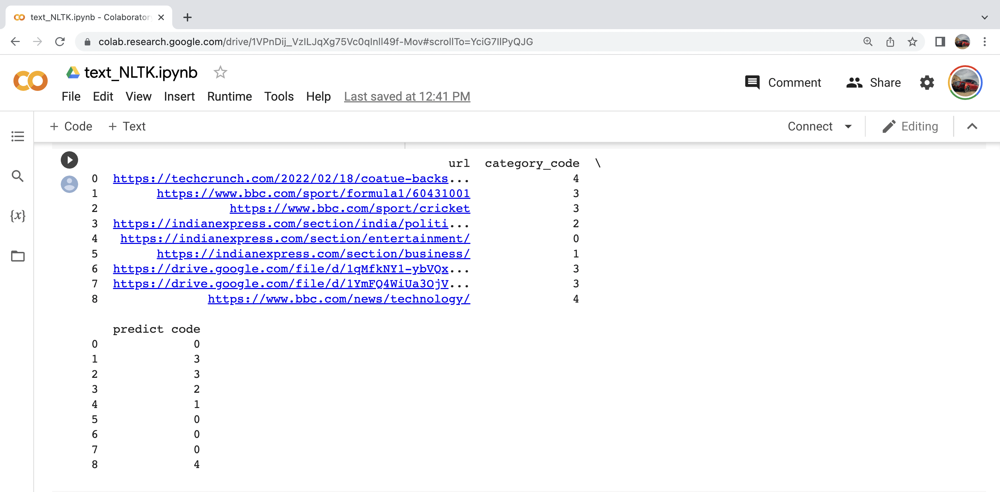 text_NLTK.ipynb - Colaboratory
colab.research.google.com/drive/1VPnDij_VzILJqXg75Vc0qInll49f-Mov#scrollTo=YciG7IlPyQJG
text_NLTK.ipynb
Comment Share
File Edit View Insert Runtime Tools Help Last saved at 12:41 PM
+ Code + Text Connect Editing
{x}
url category_code \
0 https://techcrunch.com/2022/02/18/coatue-backs... 4
1 https://www.bbc.com/sport/formula1/60431001 3
2 https://www.bbc.com/sport/cricket 3
3 https://indianexpress.com/section/india/politi... 2
4 https://indianexpress.com/section/entertainment/ 0
5 https://indianexpress.com/section/business/ 1
6 https://drive.google.com/file/d/1qMfkNY1-ybVQx... 3
7 https://drive.google.com/file/d/1YmFQ4WiUa3OjV... 3
8 https://www.bbc.com/news/technology/ 4
predict code
0 0
1 3
2 3
3 2
4 1
5 0
6 0
7 0
8 4